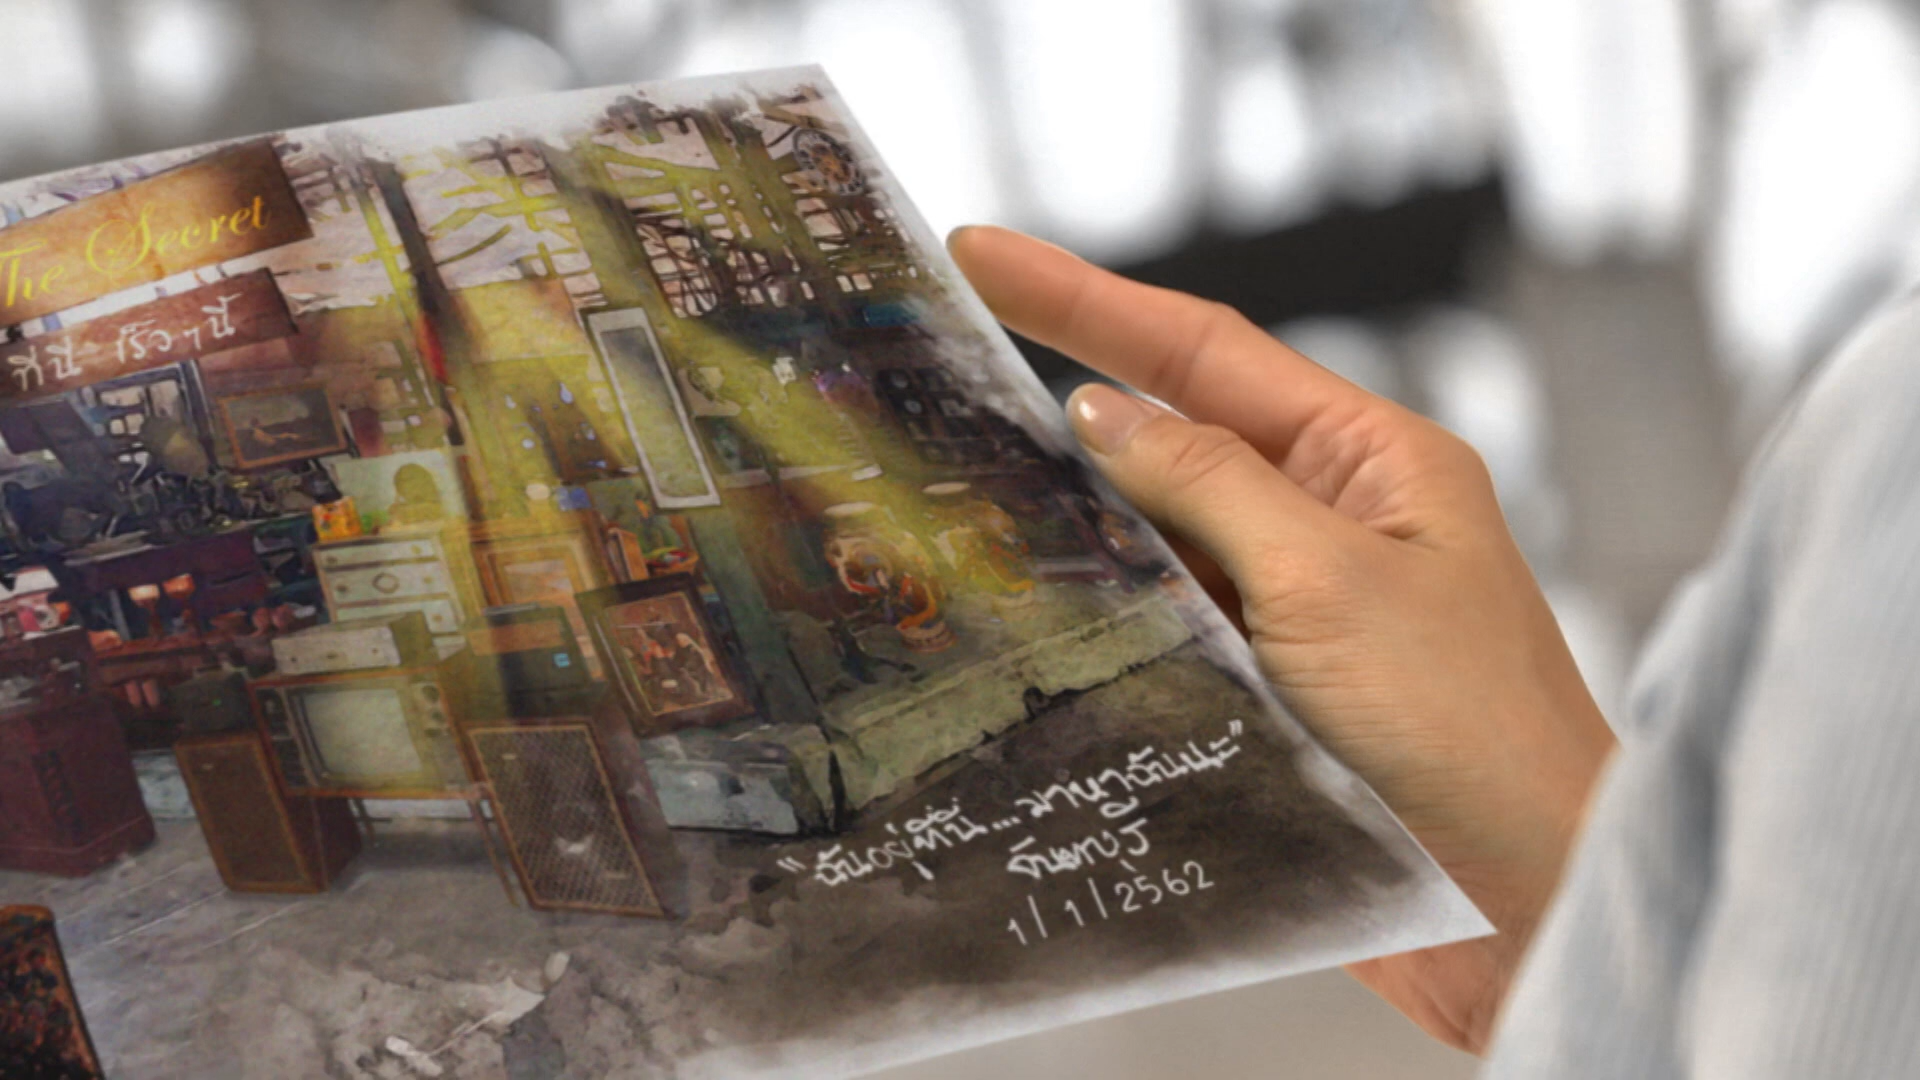 The Secret
ที่นี่ เร็วๆนี้
"ฉันอยู่ที่นี่...มาหาฉันนะ"
จันทบุรี
1/1/2562